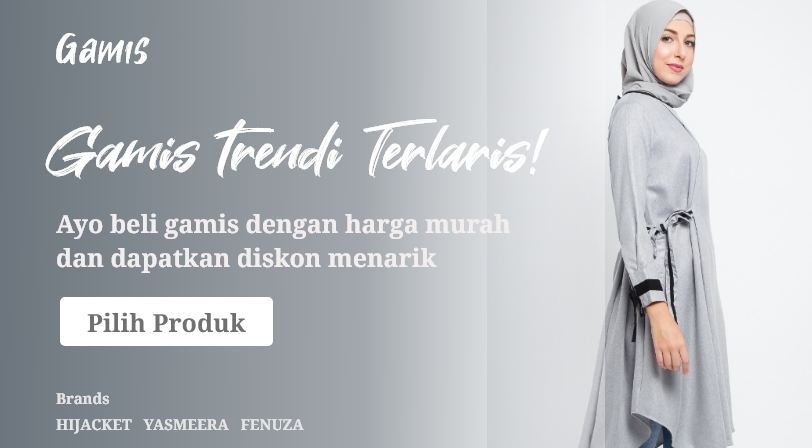 Gamis
Gamis Trendi Terlaris!
Ayo beli gamis dengan harga murah
dan dapatkan diskon menarik
Pilih Produk
Brands
HIJACKET YASMEERA FENUZA